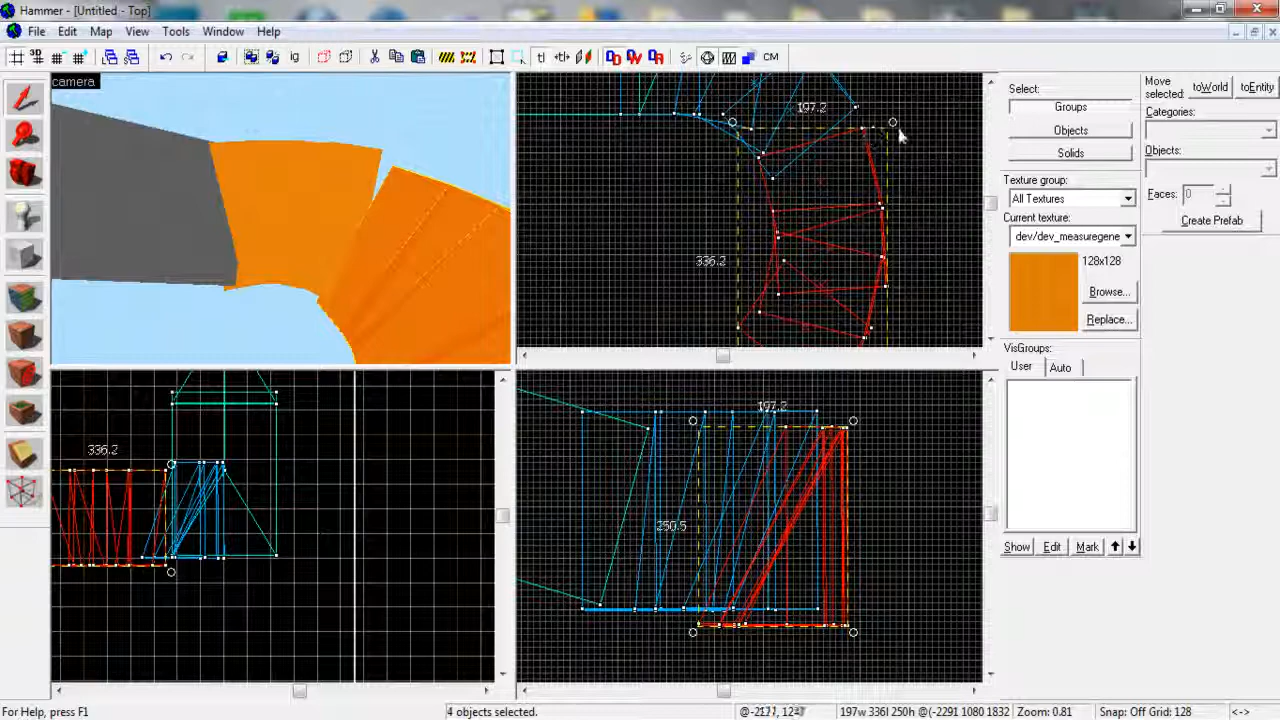 Hammer - [Untitled - Top]
File Edit Map View Tools Window Help
camera
197.2
336.2
336.2
197.2
250.5
Select:
Groups
Objects
Solids
Texture group:
All Textures
Current texture:
dev/dev_measuregene
128x128
Browse...
Replace...
VisGroups:
User Auto
Show Edit Mark
Move selected:
toWorld toEntity
Categories:
Objects:
Faces: 0
Create Prefab
For Help, press F1
4 objects selected.
197w 336l 250h @(-2291 1080 1832
Zoom: 0.81
Snap: Off Grid: 128
<->